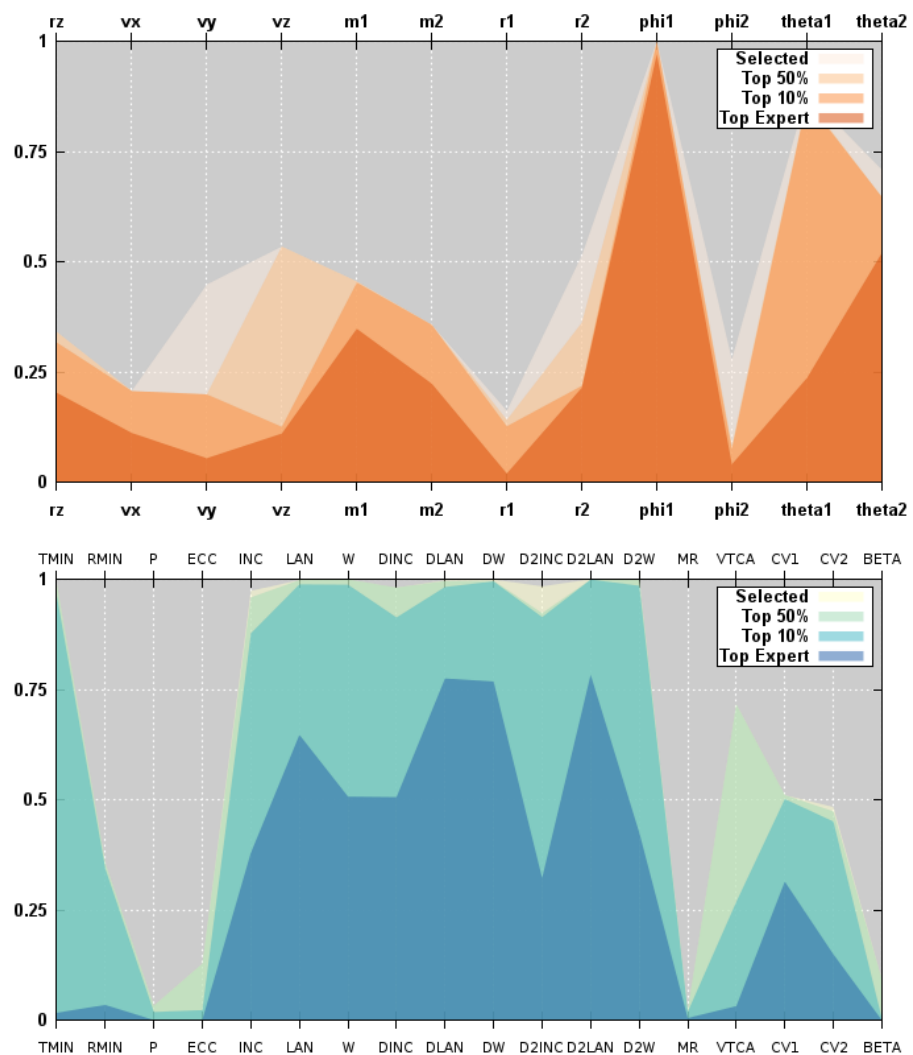 rz vx vy vz m1 m2 r1 r2 phi1 phi2 theta1 theta2
1
Selected
Top 50%
Top 10%
Top Expert
0.75
0.5
0.25
0
rz vx vy vz m1 m2 r1 r2 phi1 phi2 theta1 theta2
TMIN RMIN P ECC INC LAN W DINC DLAN DW D2INC D2LAN D2W MR VTCA CV1 CV2 BETA
1
Selected
Top 50%
Top 10%
Top Expert
0.75
0.5
0.25
0
TMIN RMIN P ECC INC LAN W DINC DLAN DW D2INC D2LAN D2W MR VTCA CV1 CV2 BETA